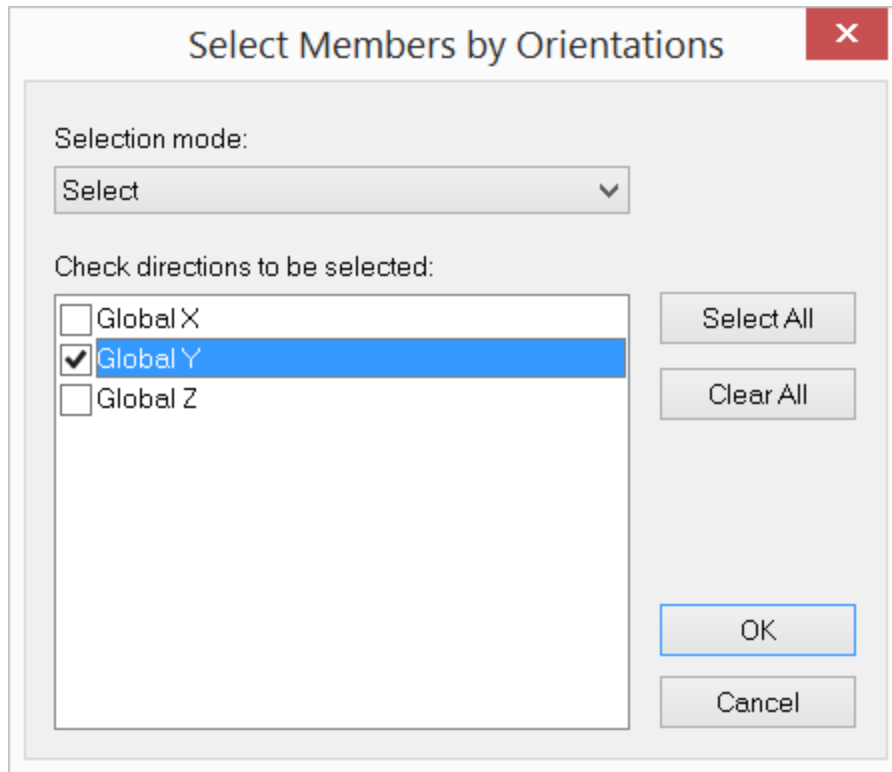 Select Members by Orientations
Selection mode:
Select
Check directions to be selected:
Global X
Global Y
Global Z
Select All
Clear All
OK
Cancel